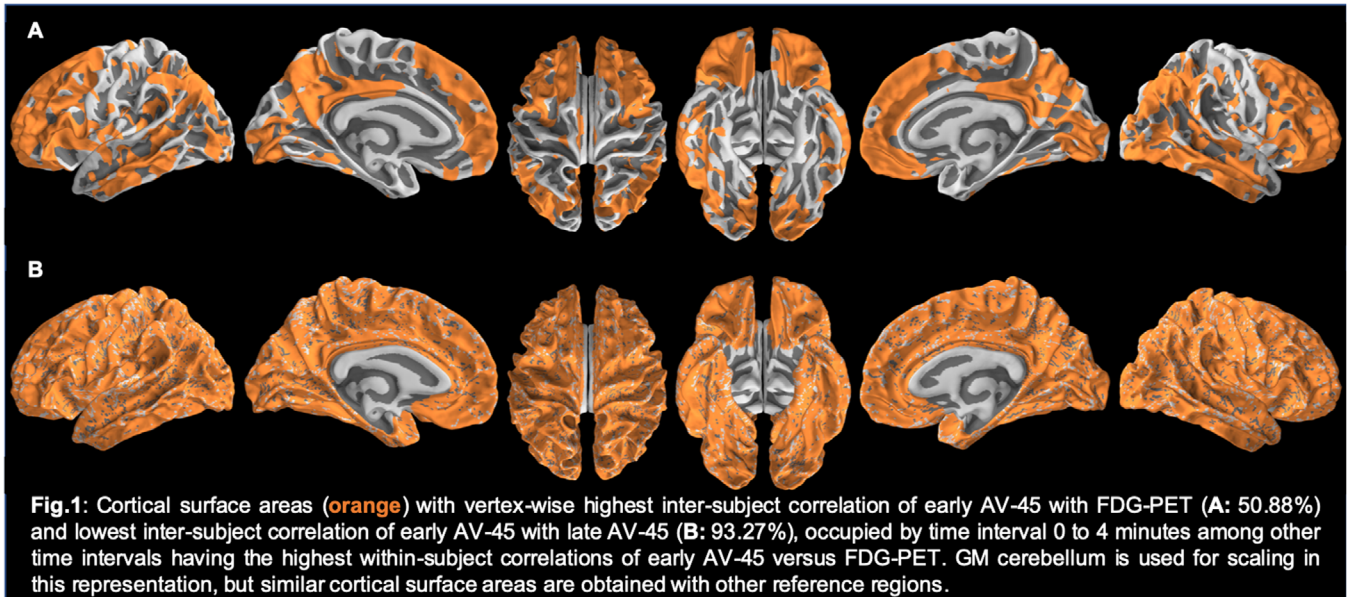 A
B
Fig.1: Cortical surface areas (orange) with vertex-wise highest inter-subject correlation of early AV-45 with FDG-PET (A: 50.88%)
and lowest inter-subject correlation of early AV-45 with late AV-45 (B: 93.27%), occupied by time interval 0 to 4 minutes among other
time intervals having the highest within-subject correlations of early AV-45 versus FDG-PET. GM cerebellum is used for scaling in
this representation, but similar cortical surface areas are obtained with other reference regions.